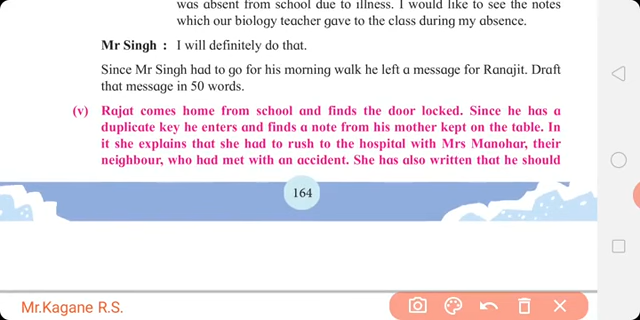 was absent from school due to illness. I would like to see the notes
which our biology teacher gave to the class during my absence.
Mr Singh : I will definitely do that.
Since Mr Singh had to go for his morning walk he left a message for Ranajit. Draft
that message in 50 words.
(v) Rajat comes home from school and finds the door locked. Since he has a
duplicate key he enters and finds a note from his mother kept on the table. In
it she explains that she had to rush to the hospital with Mrs Manohar, their
neighbour, who had met with an accident. She has also written that he should
164
Mr.Kagane R.S.